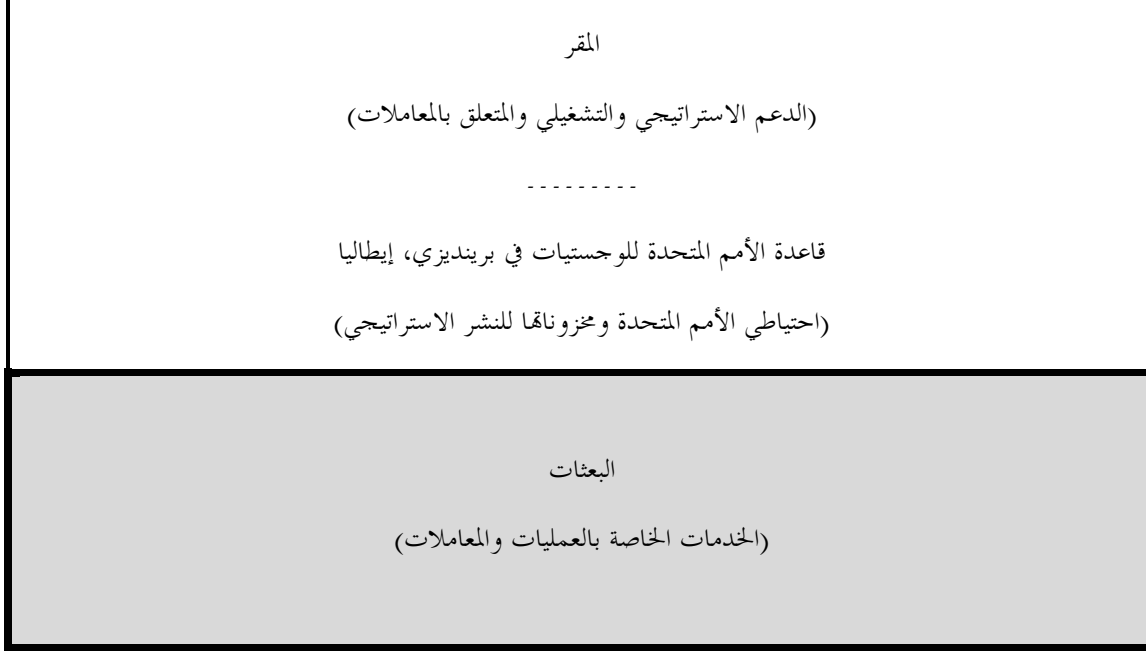 المقر
(الدعم الاستراتيجي والتشغيلي والمتعلق بالمعاملات)
---------
قاعدة الأمم المتحدة للوجستيات في برينديزي، إيطاليا
(احتياطي الأمم المتحدة ومخزوناتها للنشر الاستراتيجي)
البعثات
(الخدمات الخاصة بالعمليات والمعاملات)